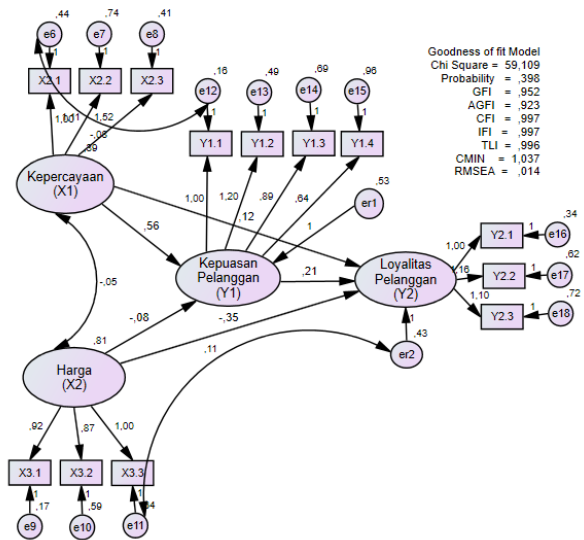 Goodness of fit Model
Chi Square = 59,109
Probability = ,398
GFI = ,952
AGFI = ,923
CFI = ,997
IFI = ,997
TLI = ,996
CMIN = 1,037
RMSEA = ,014
,44
,74
,41
e6
e7
e8
1
1
1
X2.1
X2.2
X2.3
1,00
1,52
-,08
,39
Kepercayaan
(X1)
,16
,49
,69
,96
e12
e13
e14
e15
1
1
1
1
Y1.1
Y1.2
Y1.3
Y1.4
1,00
1,20
,89
,64
,12
,53
er1
1
,56
Kepuasan
Pelanggan
(Y1)
,21
Loyalitas
Pelanggan
(Y2)
1,00
1,16
1,10
Y2.1
Y2.2
Y2.3
1
1
1
,34
e16
,62
e17
,72
e18
-,05
-,08
-,35
,81
,11
1
,43
er2
Harga
(X2)
,92
,87
1,00
X3.1
X3.2
X3.3
1
1
1
,17
,59
e9
e10
e11